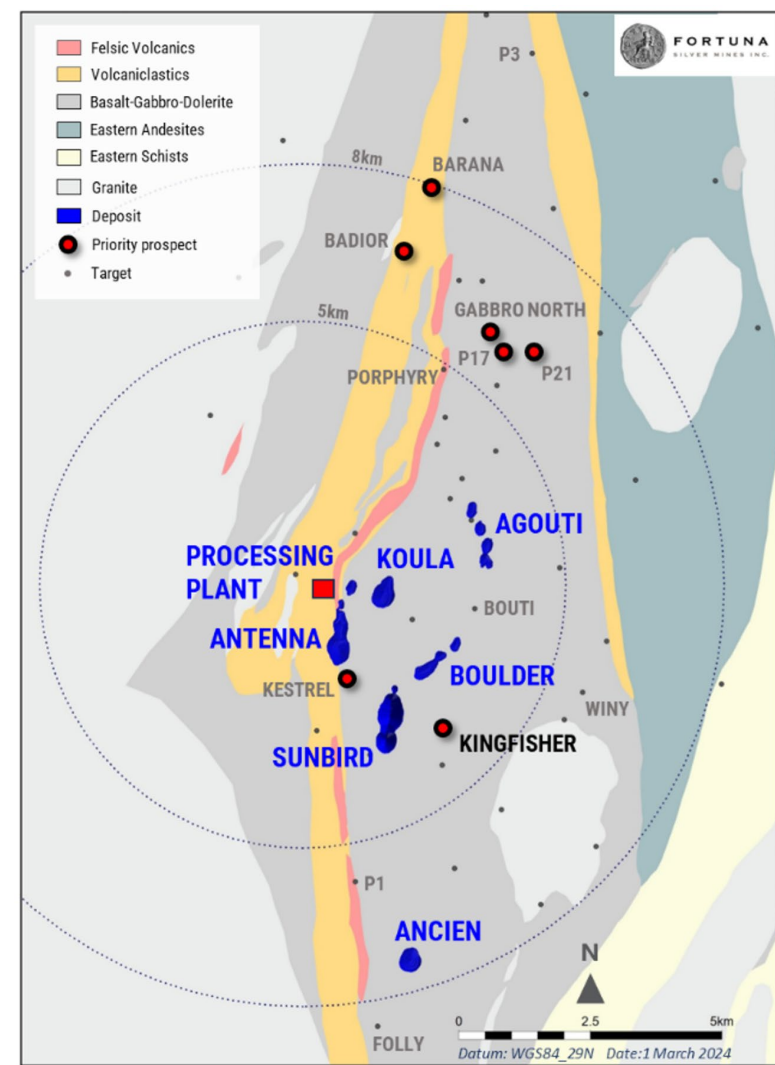 Felsic Volcanics
Volcaniclastics
Basalt-Gabbro-Dolerite
Eastern Andesites
Eastern Schists
Granite
Deposit
Priority prospect
Target
FORTUNA
SILVER MINES INC.
P3
8km
BARANA
BADIOR
5km
GABBRO NORTH
P17
P21
PORPHYRY
AGOUTI
PROCESSING
PLANT
KOULA
BOUTI
ANTENNA
BOULDER
KESTREL
WINY
KINGFISHER
SUNBIRD
P1
ANCIEN
N
0 2.5 5km
FOLLY
Datum: WGS84_29N Date:1 March 2024